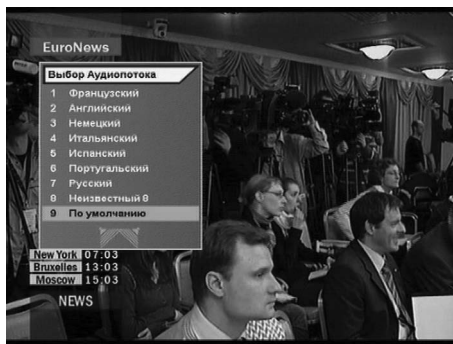 EuroNews
Выбор Аудиопотока
1 Французский
2 Английский
3 Немецкий
4 Итальянский
5 Испанский
6 Португальский
7 Русский
8 Неизвестный 8
9 По умолчанию
New York 07:03
Bruxelles 13:03
Moscow 15:03
NEWS